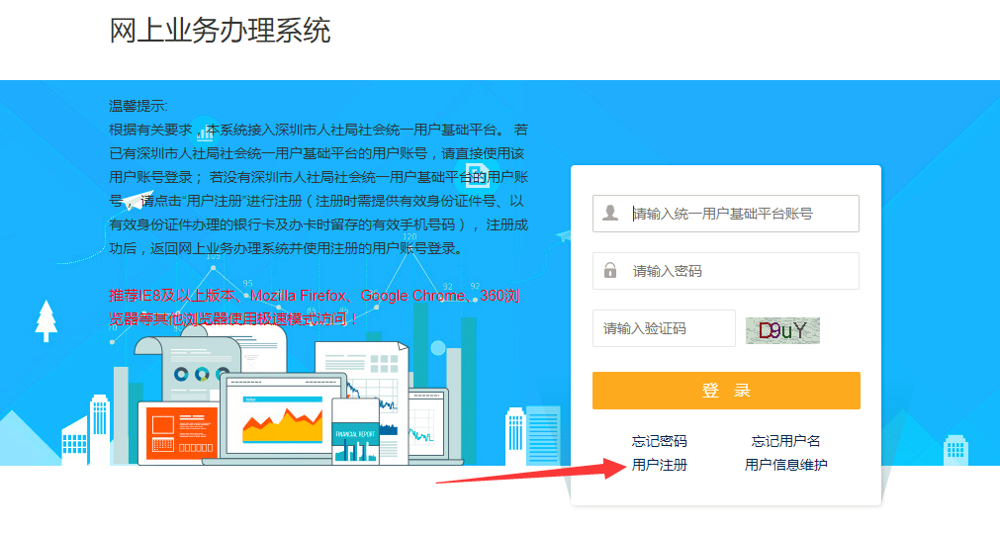 网上业务办理系统
温馨提示:
根据有关要求，本系统接入深圳市人社局社会统一用户基础平台。 若
已有深圳市人社局社会统一用户基础平台的用户账号，请直接使用该
用户账号登录； 若没有深圳市人社局社会统一用户基础平台的用户账
号， 请点击“用户注册”进行注册（注册时需提供有效身份证件号、以
有效身份证件办理的银行卡及办卡时留存的有效手机号码）， 注册成
功后，返回网上业务办理系统并使用注册的用户账号登录。
推荐IE8及以上版本、Mozilla Firefox、Google Chrome、360浏
览器等其他浏览器使用极速模式访问！
120
103
95
92
92
FINANCIAL REPORT
请输入统一用户基础平台账号
请输入密码
请输入验证码
D9uY
登 录
忘记密码
忘记用户名
用户注册
用户信息维护